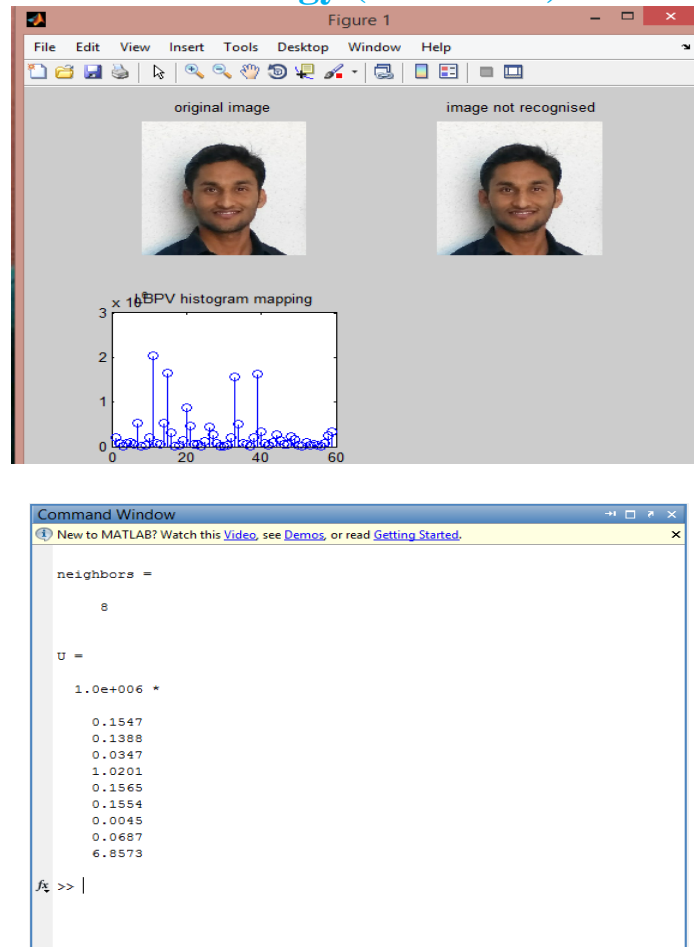 Figure 1
File Edit View Insert Tools Desktop Window Help
original image
image not recognised
LBPV histogram mapping
3
2
1
0
0 20 40 60
Command Window
New to MATLAB? Watch this Video, see Demos, or read Getting Started.
neighbors =
8
U =
1.0e+006 *
0.1547
0.1388
0.0347
1.0201
0.1565
0.1554
0.0045
0.0687
6.8573
fx >>